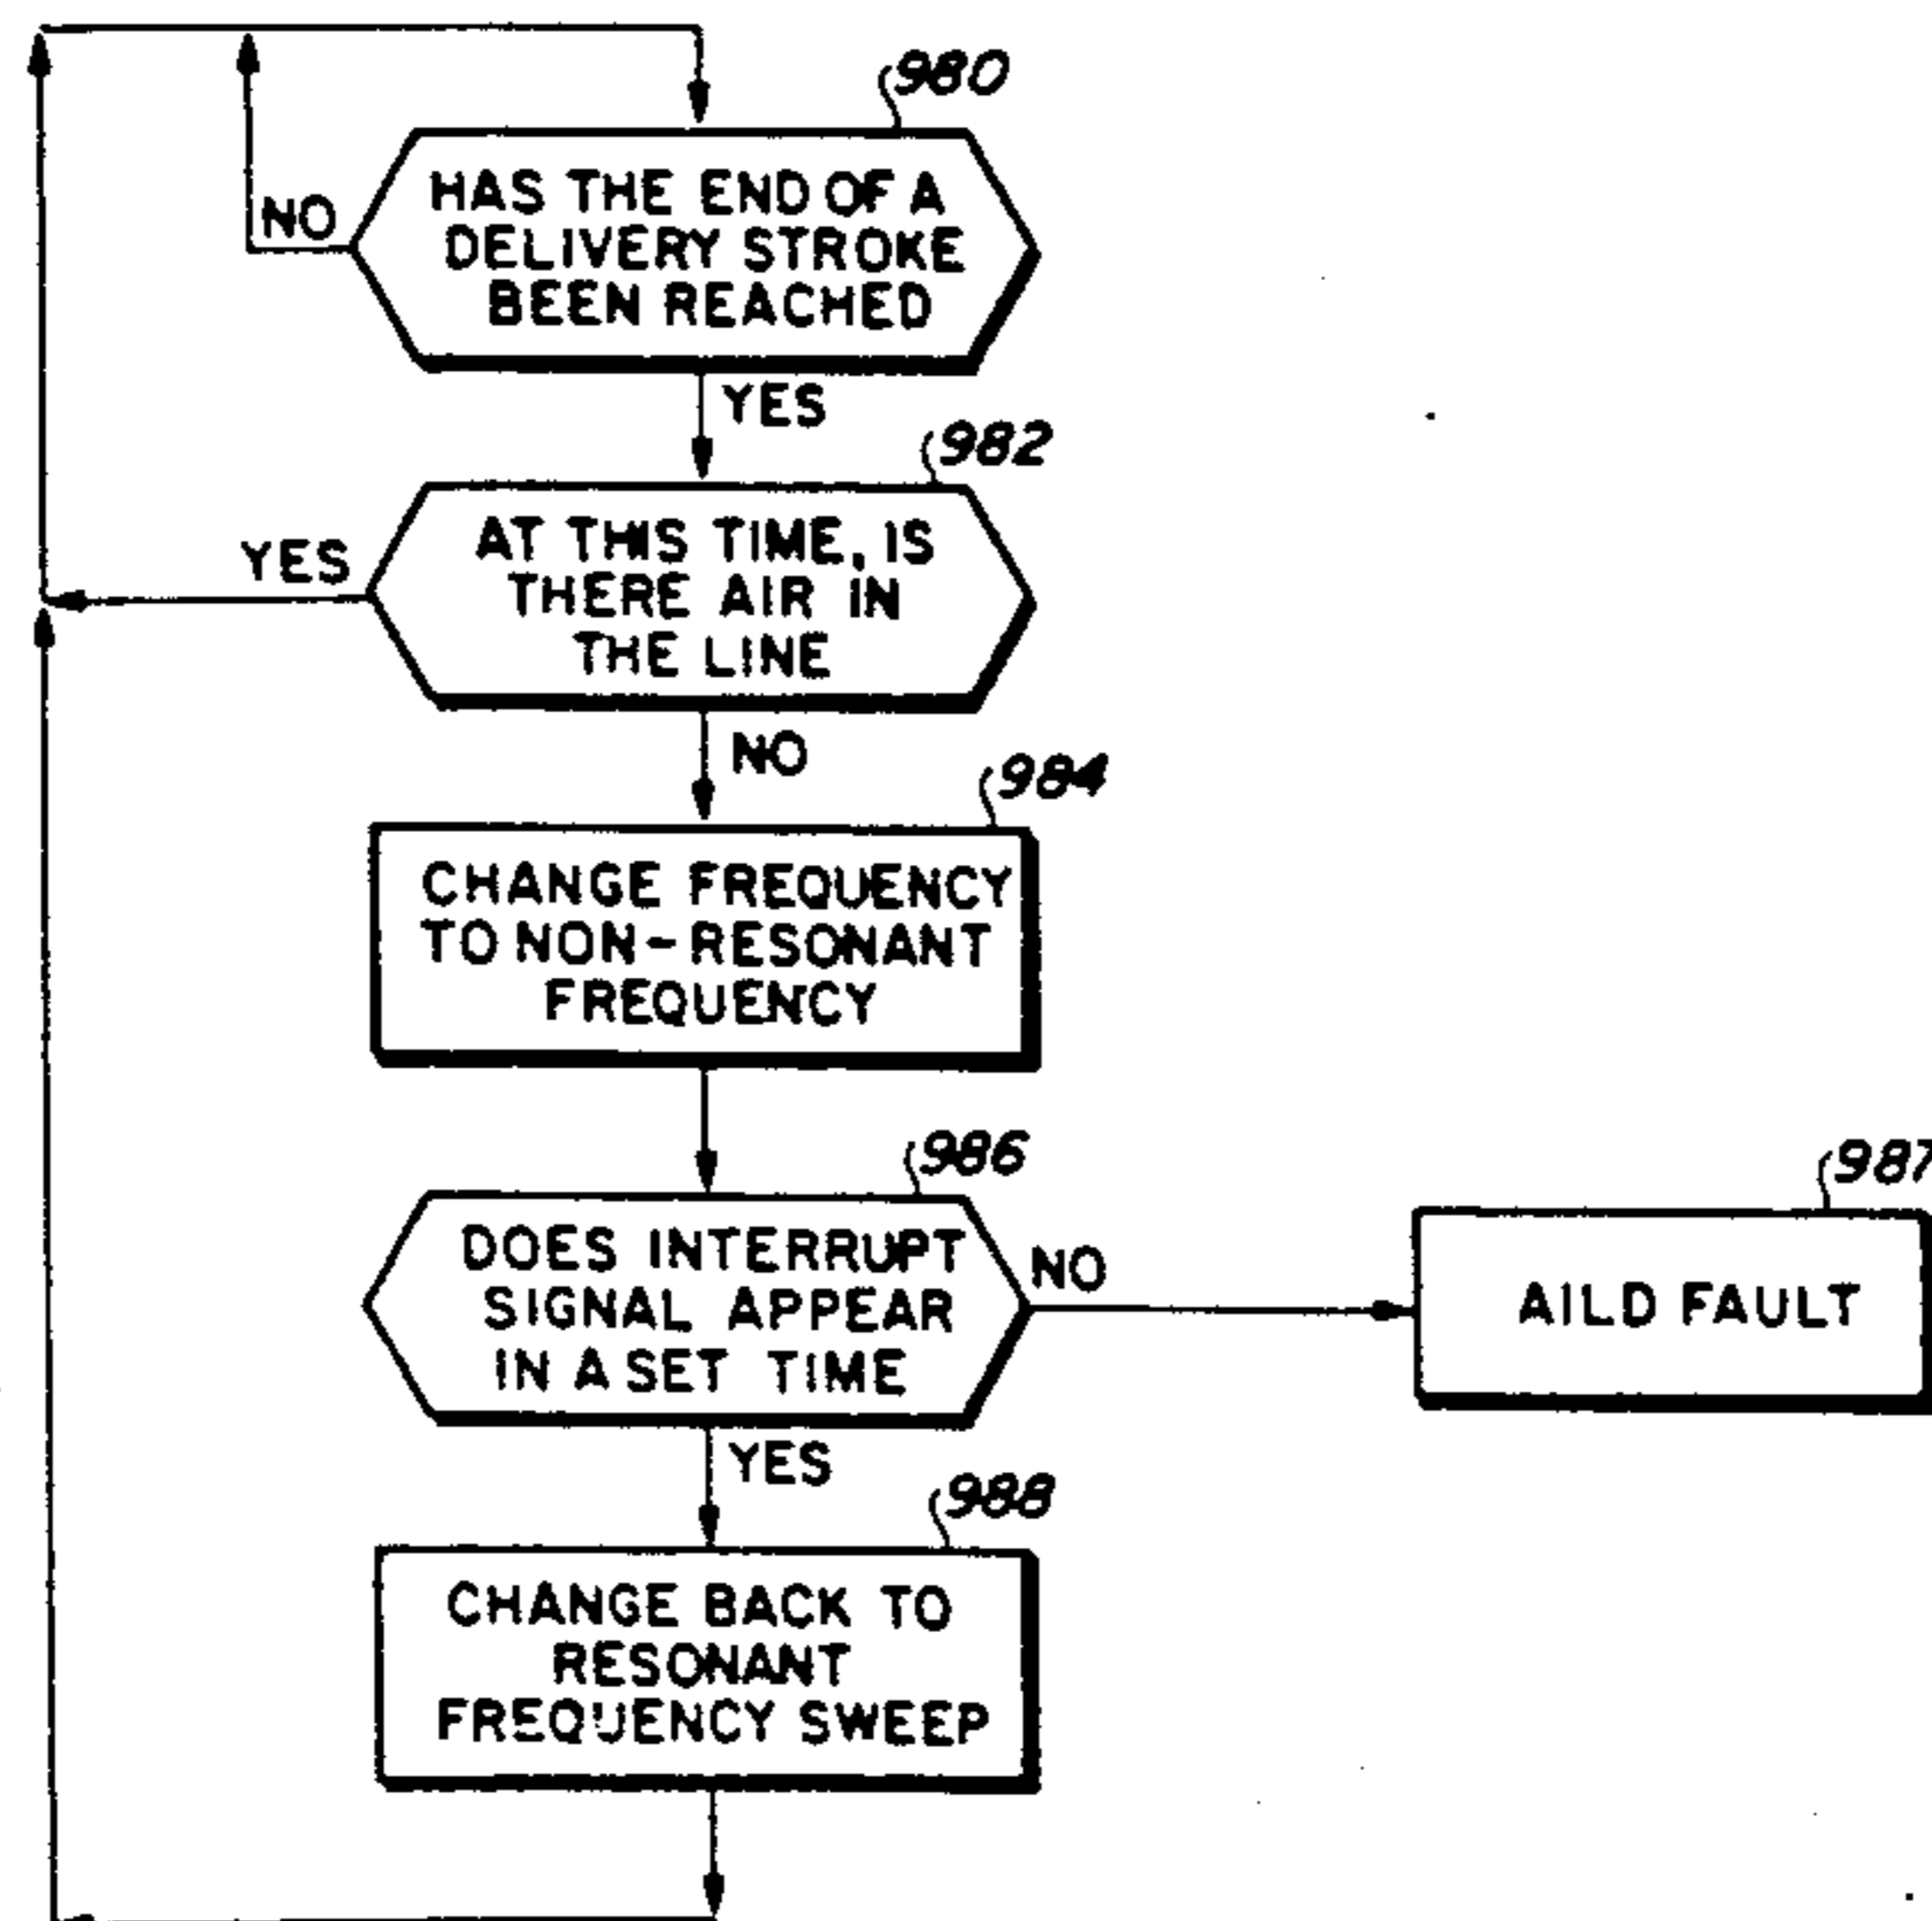 980
HAS THE END OF A
DELIVERY STROKE
BEEN REACHED
NO
YES
982
AT THIS TIME, IS
THERE AIR IN
THE LINE
YES
NO
984
CHANGE FREQUENCY
TO NON-RESONANT
FREQUENCY
986
DOES INTERRUPT
SIGNAL APPEAR
IN A SET TIME
NO
987
AILD FAULT
YES
988
CHANGE BACK TO
RESONANT
FREQUENCY SWEEP